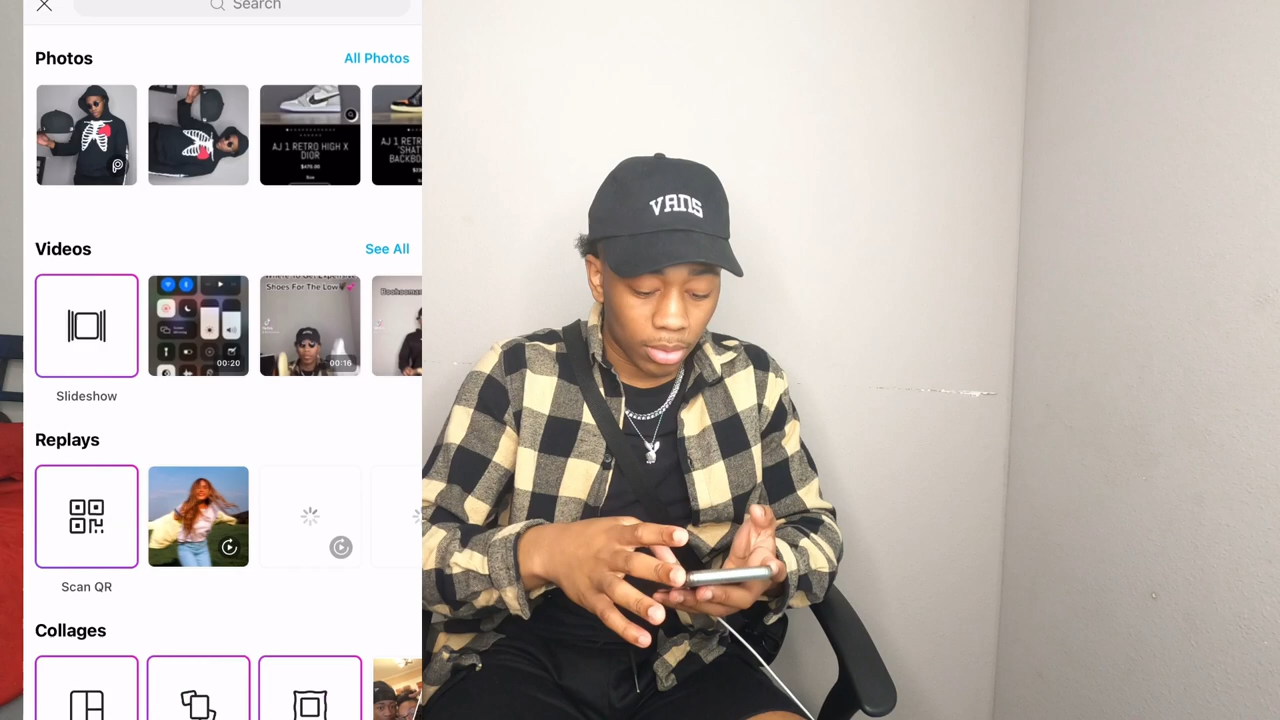 Search
Photos
All Photos
AJ 1 RETRO HIGH X
DIOR
AJ 1 R
Videos
See All
00:20
Shoes For The Low
00:16
Slideshow
Replays
Scan QR
Collages
VANS